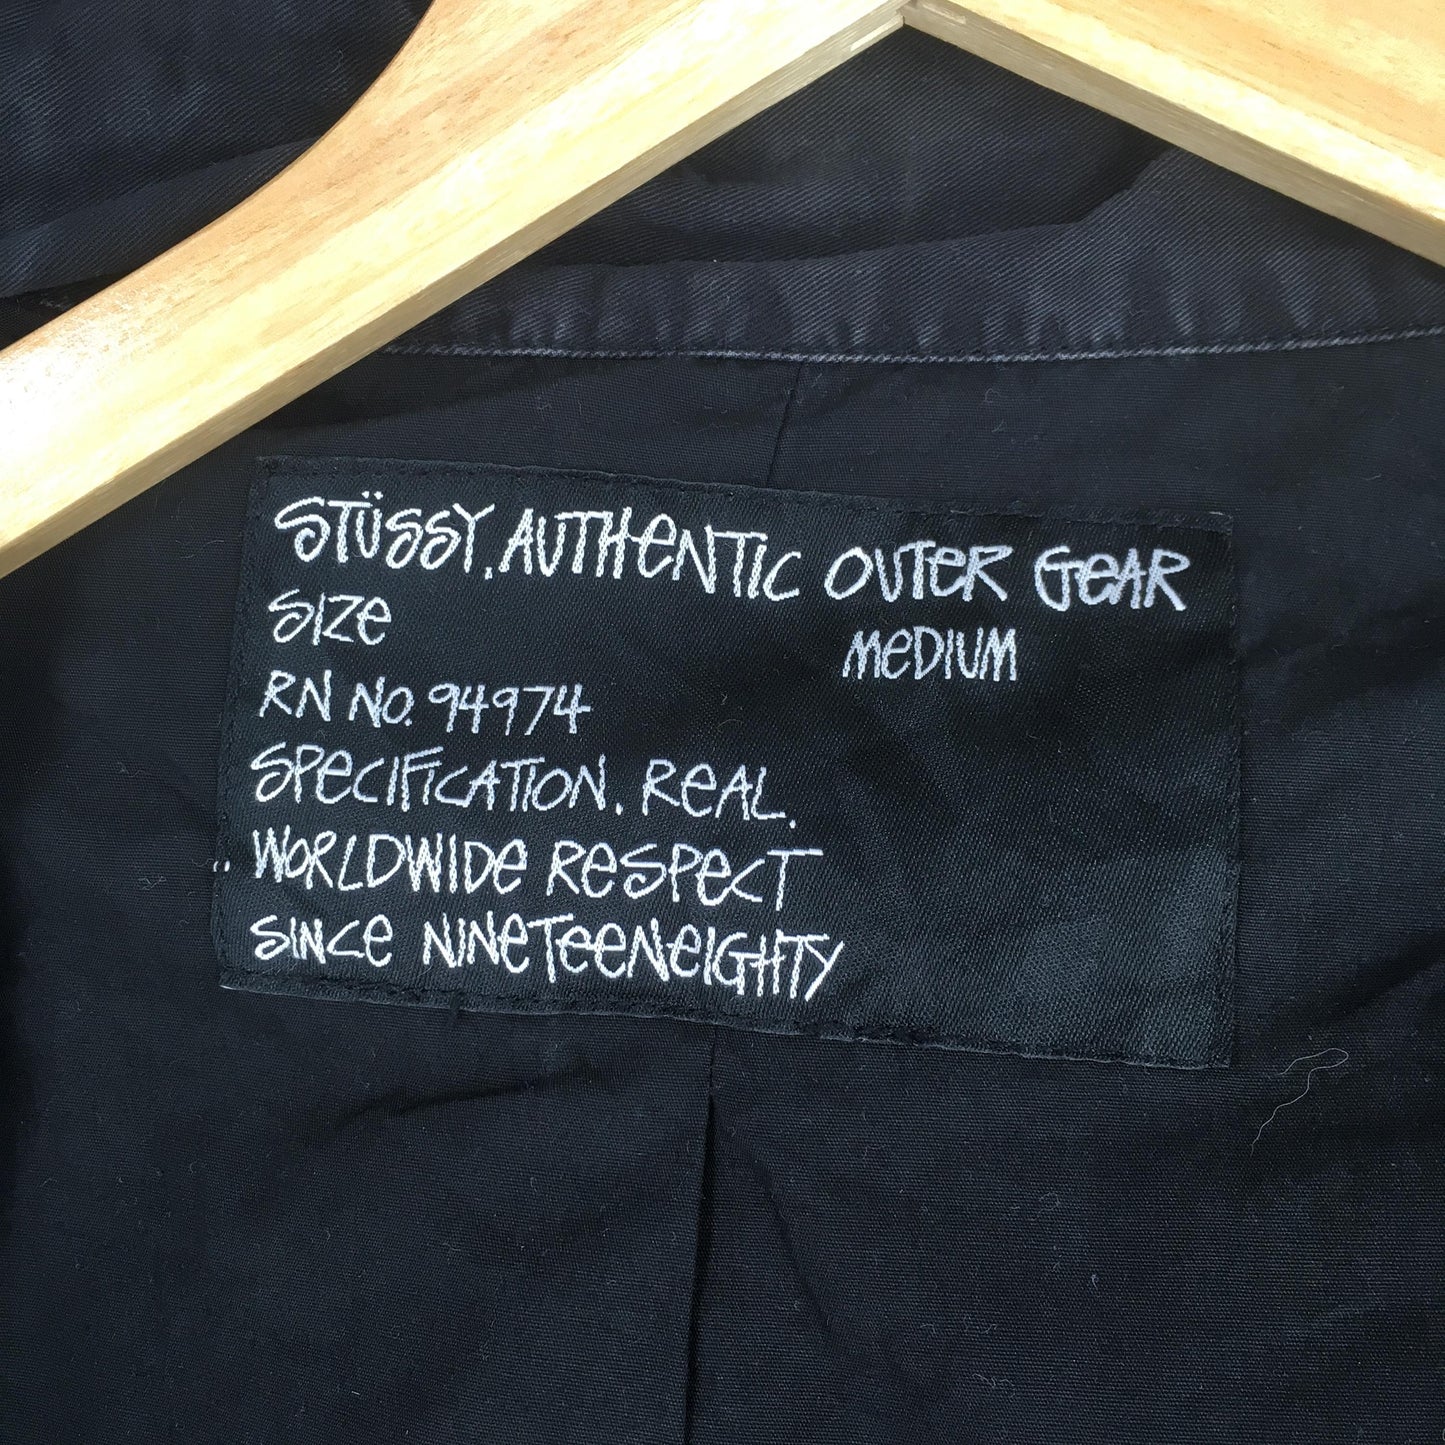 STÜSSY. AUTHENTIC OUTER GEAR
SIZE MEDIUM
RN NO. 94974
SPECIFICATION. REAL.
WORLDWIDE RESPECT
SINCE NINETEENEIGHTY